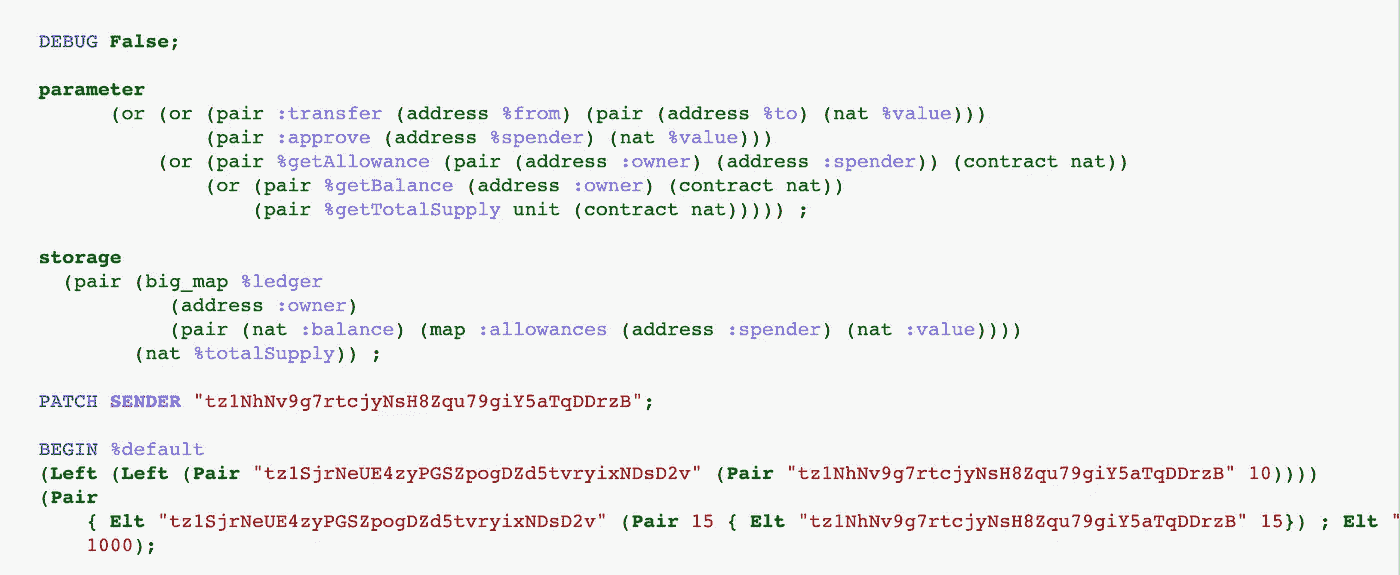 DEBUG False;
parameter
(or (or (pair :transfer (address %from) (pair (address %to) (nat %value)))
(pair :approve (address %spender) (nat %value)))
(or (pair %getAllowance (pair (address :owner) (address :spender)) (contract nat))
(or (pair %getBalance (address :owner) (contract nat))
(pair %getTotalSupply unit (contract nat))))) ;
storage
(pair (big_map %ledger
(address :owner)
(pair (nat :balance) (map :allowances (address :spender) (nat :value))))
(nat %totalSupply)) ;
PATCH SENDER "tz1NhNv9g7rtcjyNsH8Zqu79giY5aTqDDrzB";
BEGIN %default
(Left (Left (Pair "tz1SjrNeUE4zyPGSZpogDZd5tvryixNDsD2v" (Pair "tz1NhNv9g7rtcjyNsH8Zqu79giY5aTqDDrzB" 10))))
(Pair
{ Elt "tz1SjrNeUE4zyPGSZpogDZd5tvryixNDsD2v" (Pair 15 { Elt "tz1NhNv9g7rtcjyNsH8Zqu79giY5aTqDDrzB" 15}) ; Elt "
1000);